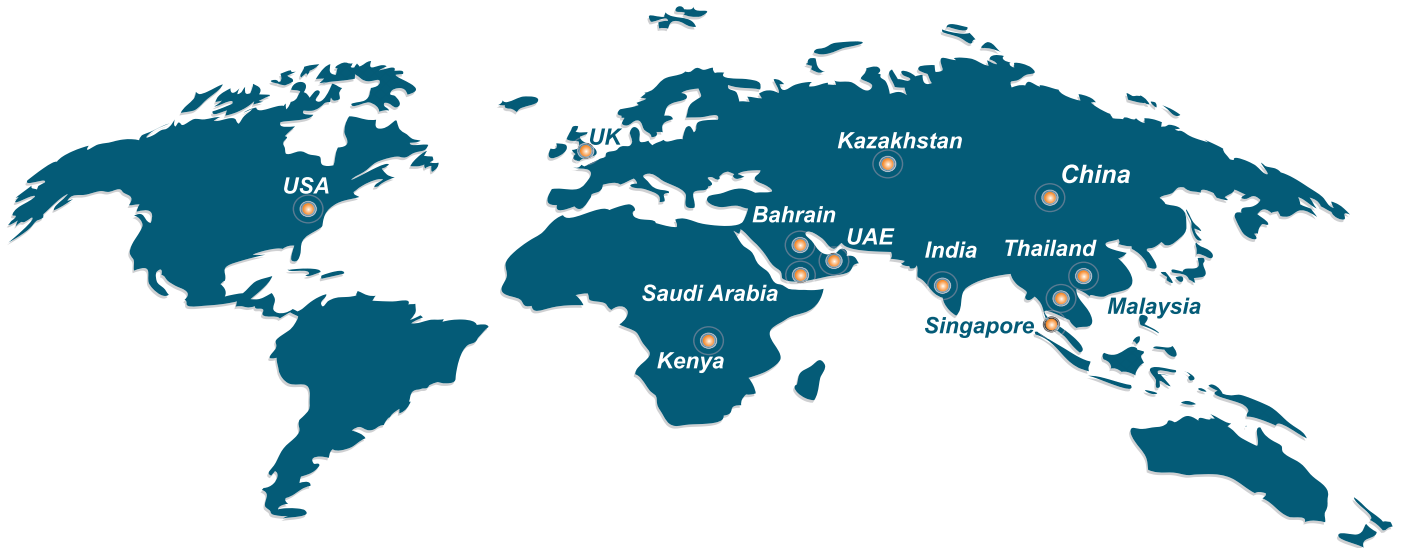 UK
Kazakhstan
China
USA
Bahrain
UAE
India
Thailand
Saudi Arabia
Malaysia
Singapore
Kenya